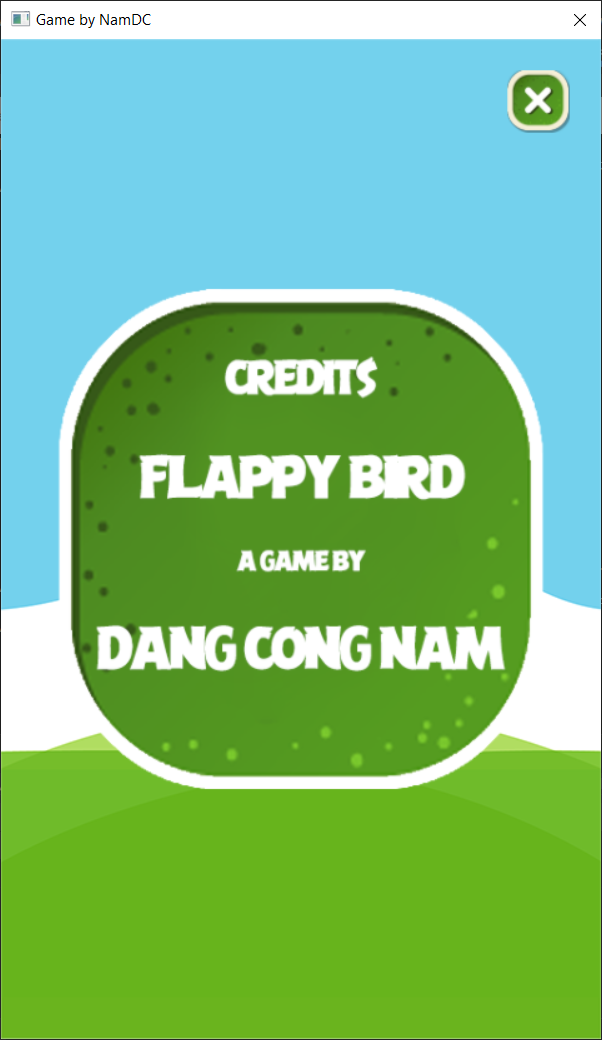 Game by NamDC
CREDITS
FLAPPY BIRD
A GAME BY
DANG CONG NAM